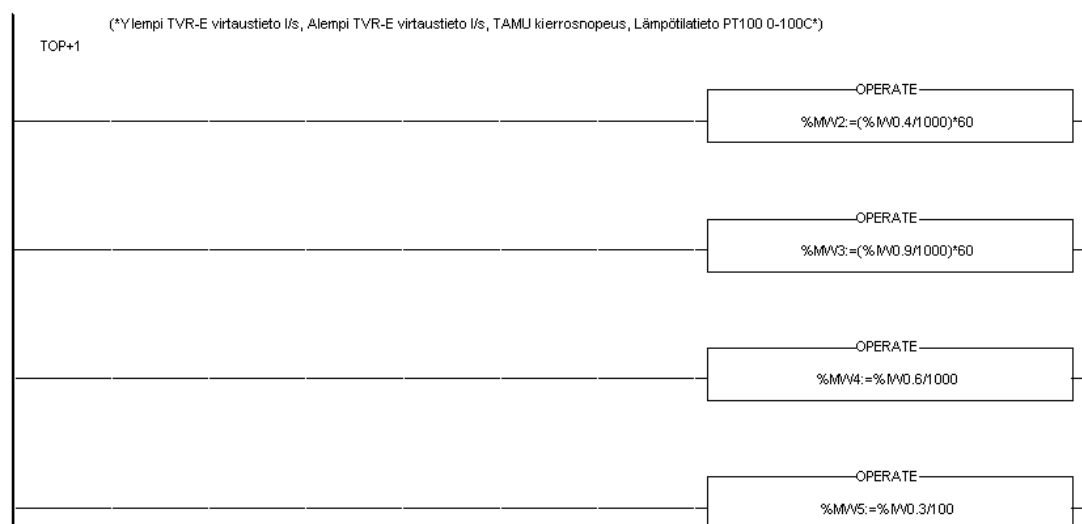 (*Ylempi TVR-E virtaustieto l/s, Alempi TVR-E virtaustieto l/s, TAMU kierrosnopeus, Lämpötilatieto PT100 0-100C*)
TOP+1
OPERATE
%MW2:=(%IW0.4/1000)*60
OPERATE
%MW3:=(%IW0.9/1000)*60
OPERATE
%MW4:=%IW0.6/1000
OPERATE
%MW5:=%IW0.3/100